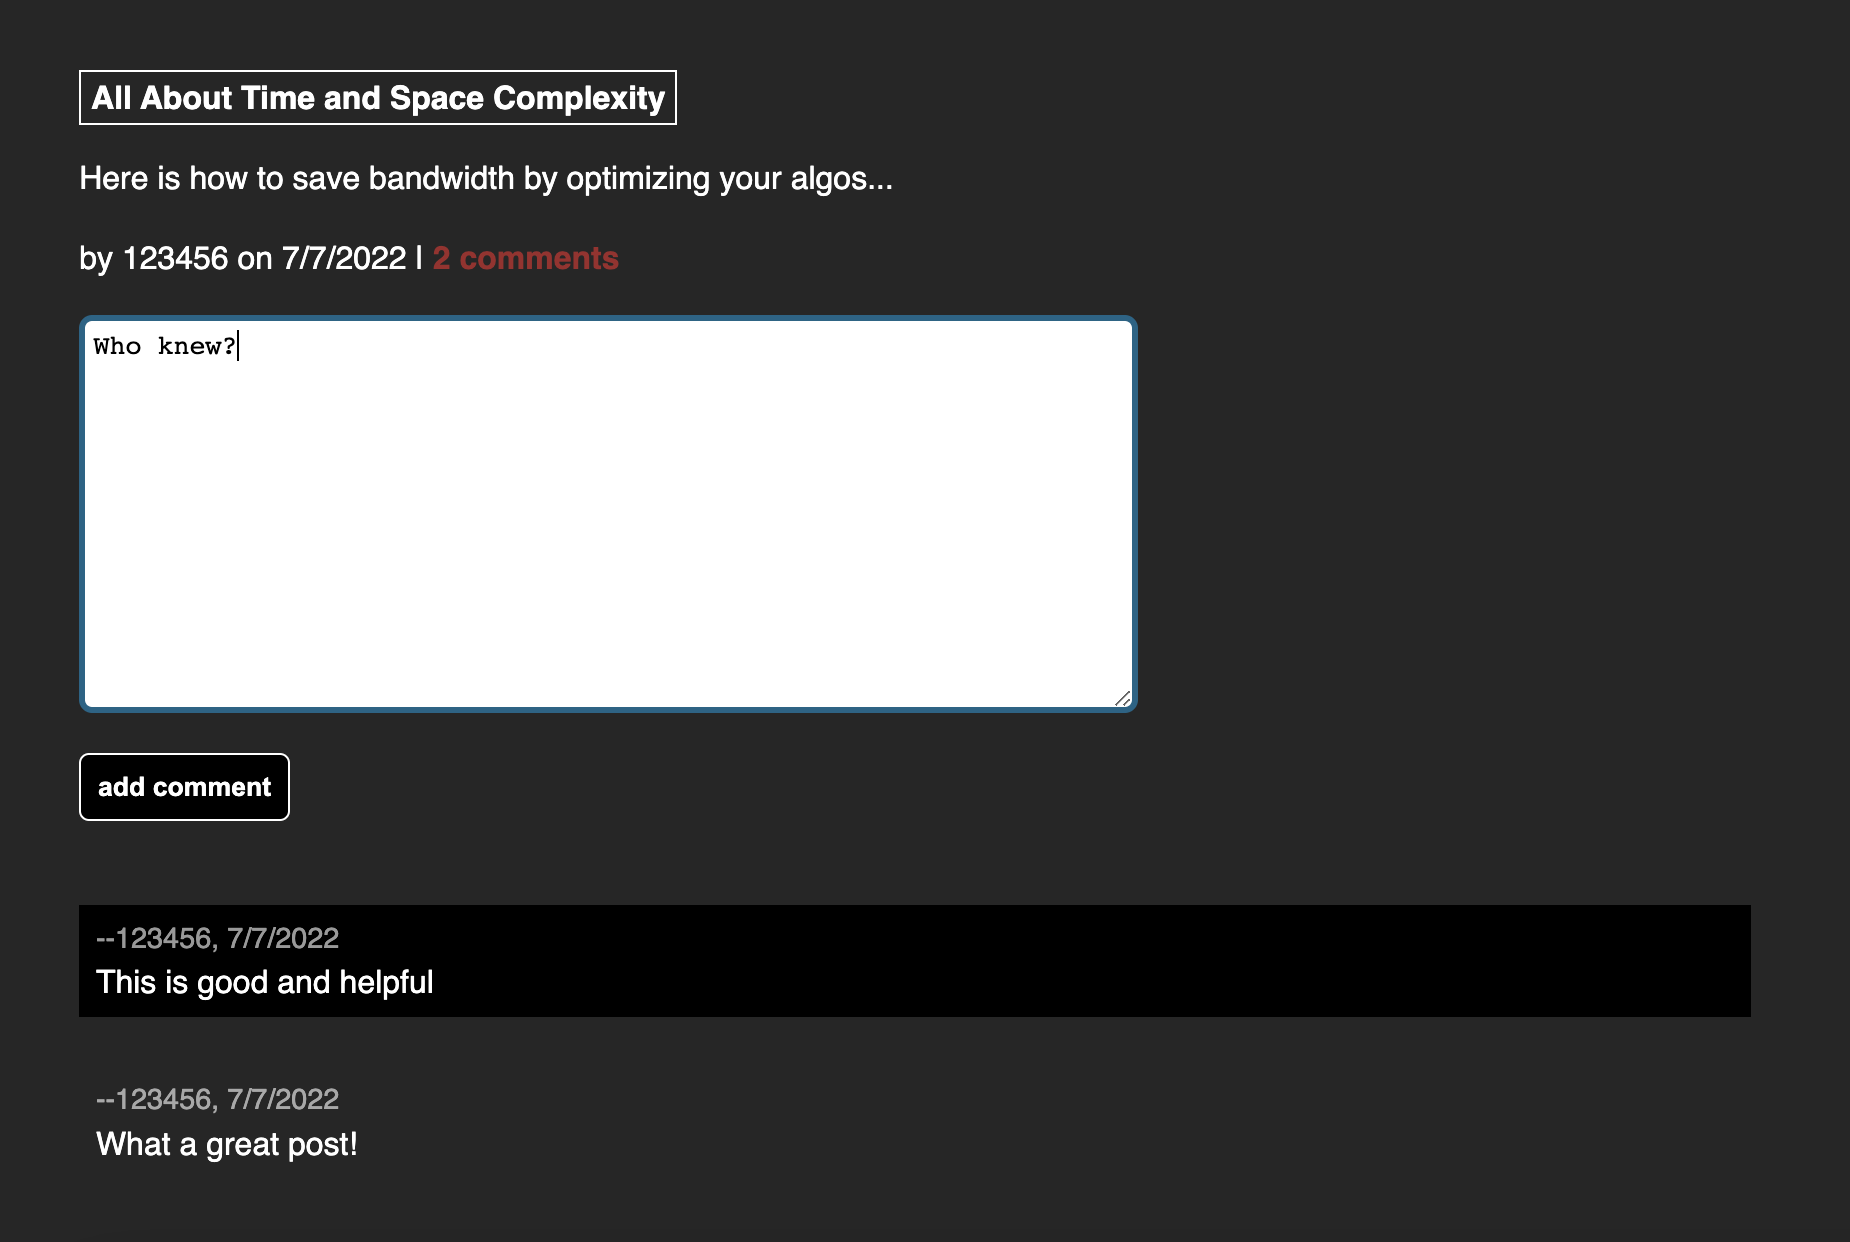 All About Time and Space Complexity
Here is how to save bandwidth by optimizing your algos...
by 123456 on 7/7/2022 | 2 comments
Who knew?
add comment
--123456, 7/7/2022
This is good and helpful
--123456, 7/7/2022
What a great post!